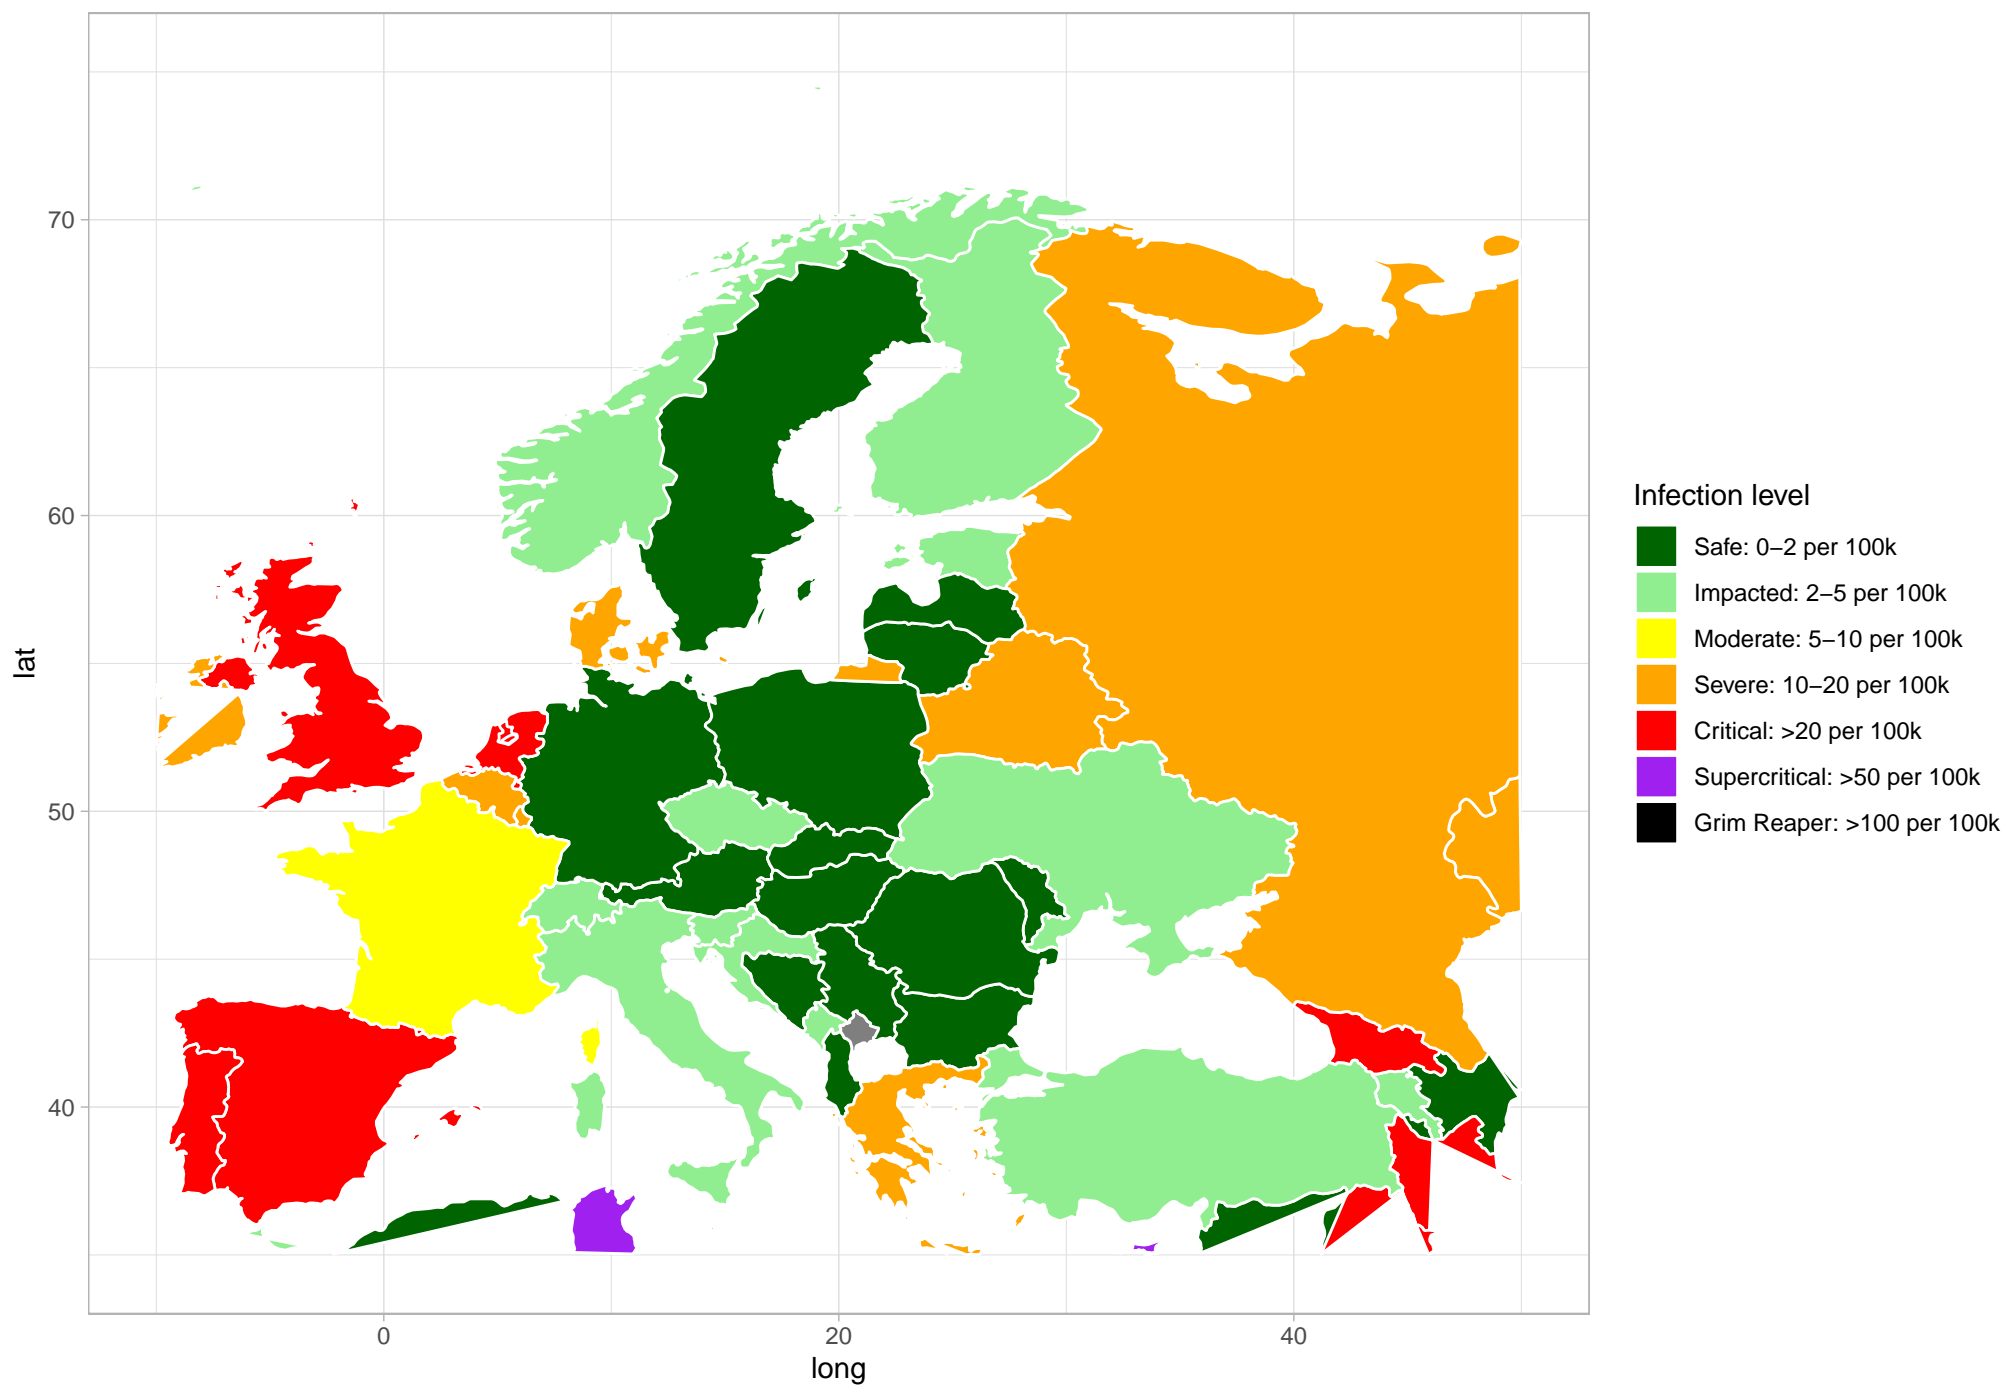 70
60
50
40
lat
0
20
40
long
Infection level
Safe: 0−2 per 100k
Impacted: 2−5 per 100k
Moderate: 5−10 per 100k
Severe: 10−20 per 100k
Critical: >20 per 100k
Supercritical: >50 per 100k
Grim Reaper: >100 per 100k